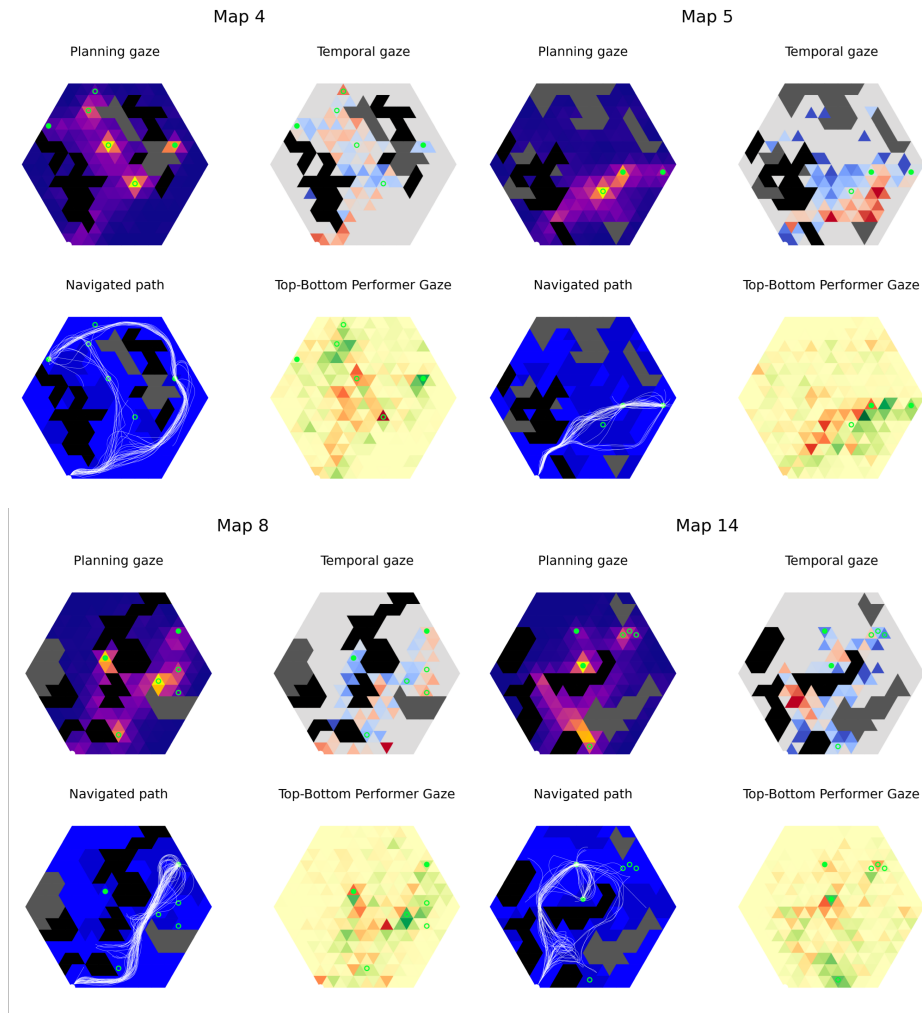 Map 4
Map 5
Planning gaze
Temporal gaze
Planning gaze
Temporal gaze
Navigated path
Top-Bottom Performer Gaze
Navigated path
Top-Bottom Performer Gaze
Map 8
Map 14
Planning gaze
Temporal gaze
Planning gaze
Temporal gaze
Navigated path
Top-Bottom Performer Gaze
Navigated path
Top-Bottom Performer Gaze